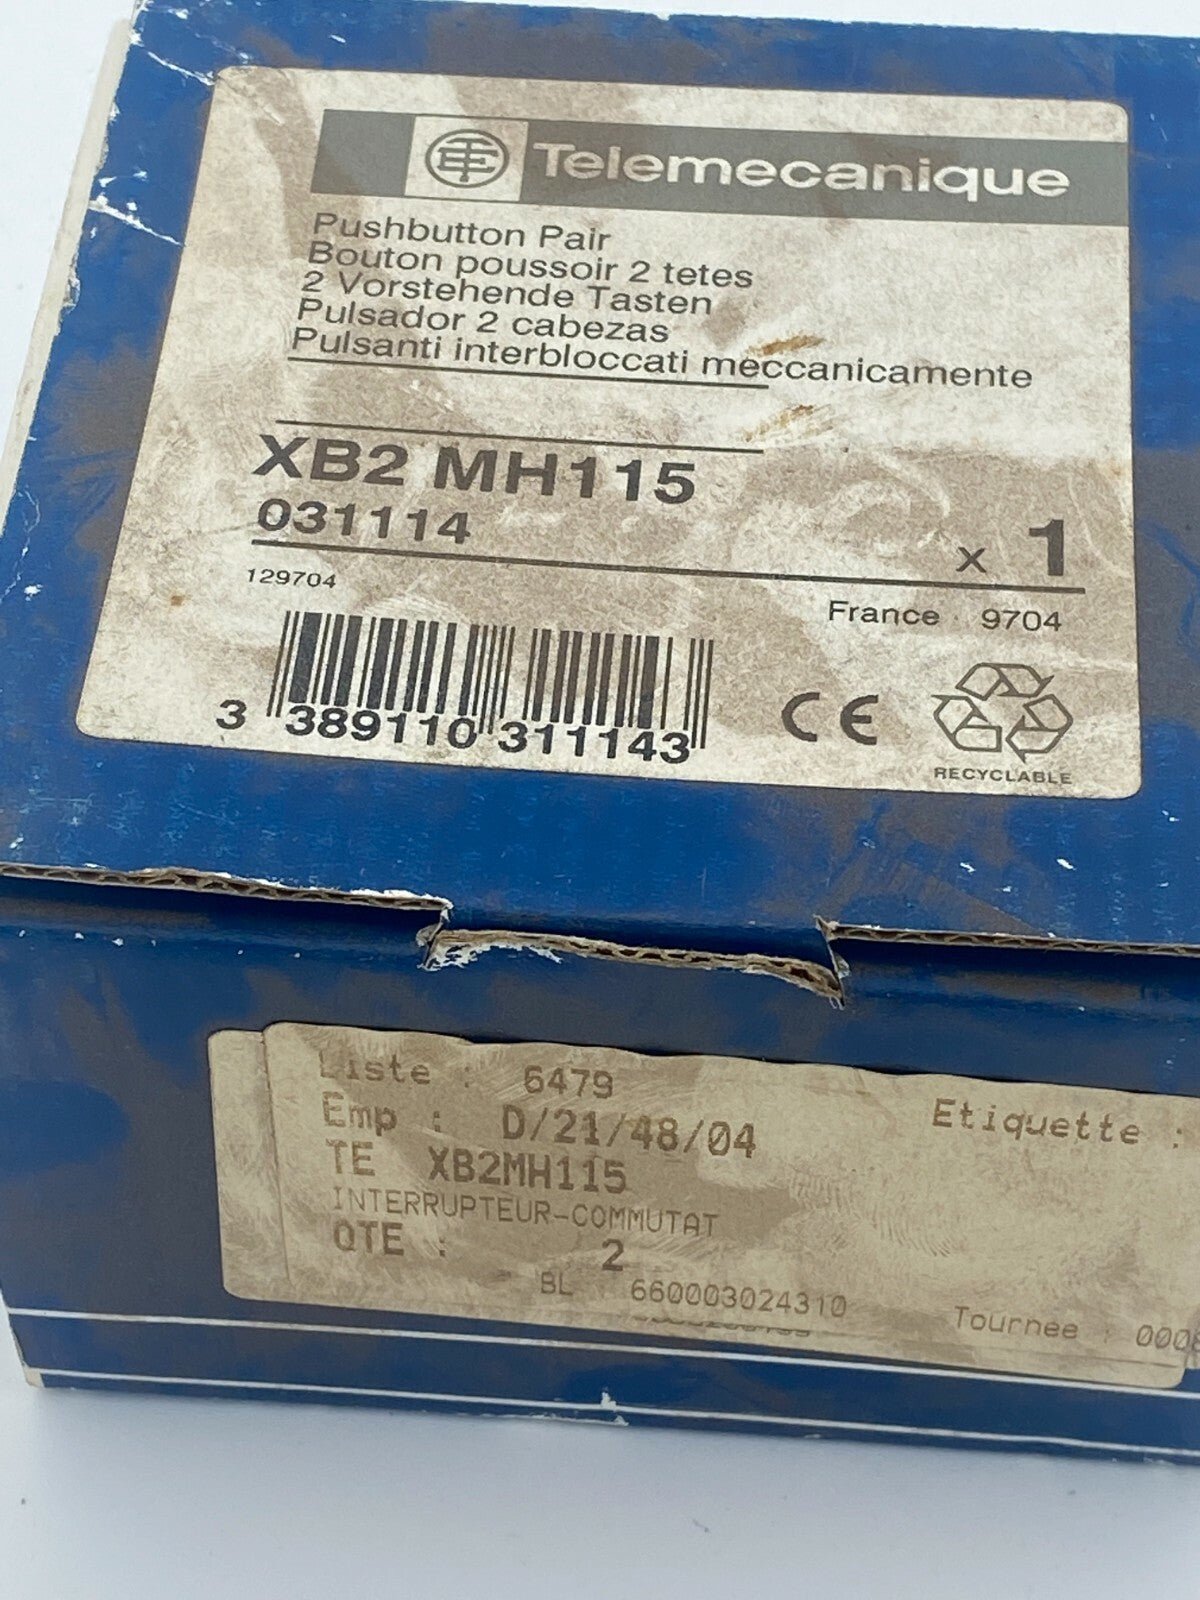 Telemecanique
Pushbutton Pair
Bouton poussoir 2 tetes
2 Vorstehende Tasten
Pulsador 2 cabezas
Pulsanti interbloccati meccanicamente
XB2 MH115
031114
x 1
129704
France 9704
3 389110 311143
CE
RECYCLABLE
Liste : 6479
Emp : D/21/48/04
Etiquette :
TE XB2MH115
INTERRUPTEUR-COMMUTAT
QTE : 2
BL : 660003024310
Tournee : 000